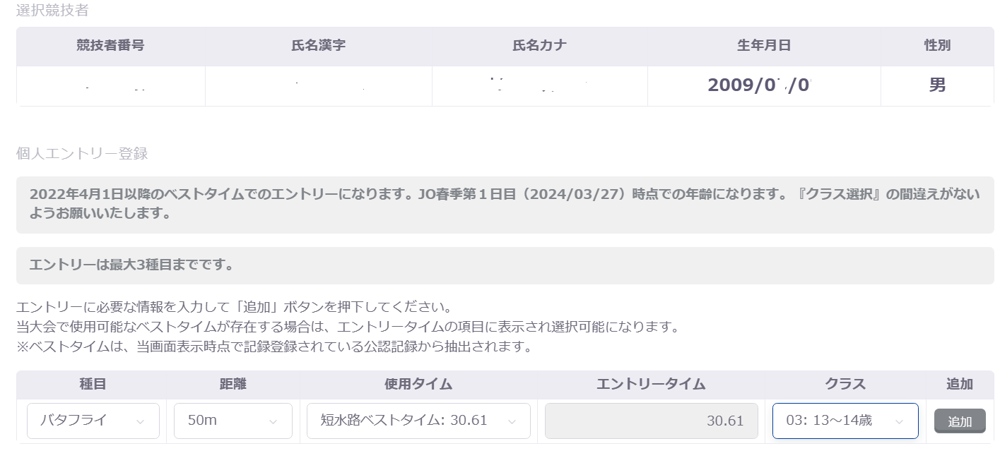 選択競技者
競技者番号 氏名漢字 氏名カナ 生年月日 性別
男
個人エントリー登録
2022年4月1日以降のベストタイムでのエントリーになります。JO春季第１日目（2024/03/27）時点での年齢になります。『クラス選択』の間違えがない
ようお願いいたします。
エントリーは最大3種目までです。
エントリーに必要な情報を入力して「追加」ボタンを押下してください。
当大会で使用可能なベストタイムが存在する場合は、エントリータイムの項目に表示され選択可能になります。
※ベストタイムは、当画面表示時点で記録登録されている公認記録から抽出されます。
種目 距離 使用タイム エントリータイム クラス 追加
バタフライ 50m 短水路ベストタイム: 30.61 30.61 03: 13～14歳 追加